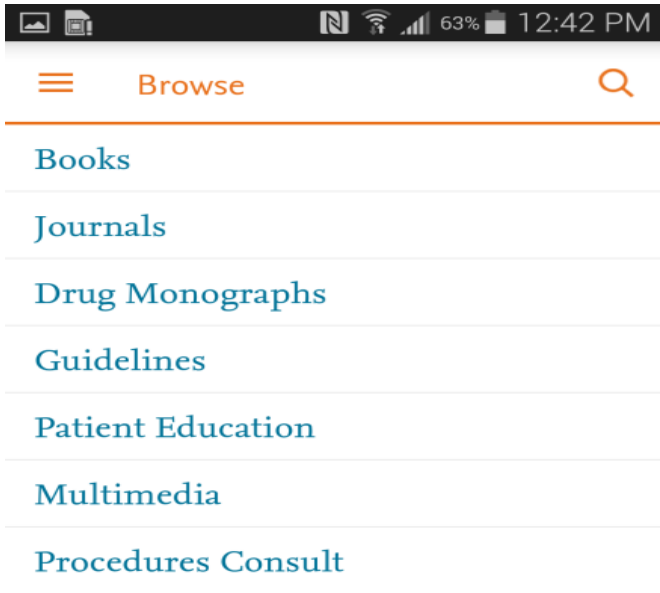 63% 12:42 PM
Browse
Books
Journals
Drug Monographs
Guidelines
Patient Education
Multimedia
Procedures Consult